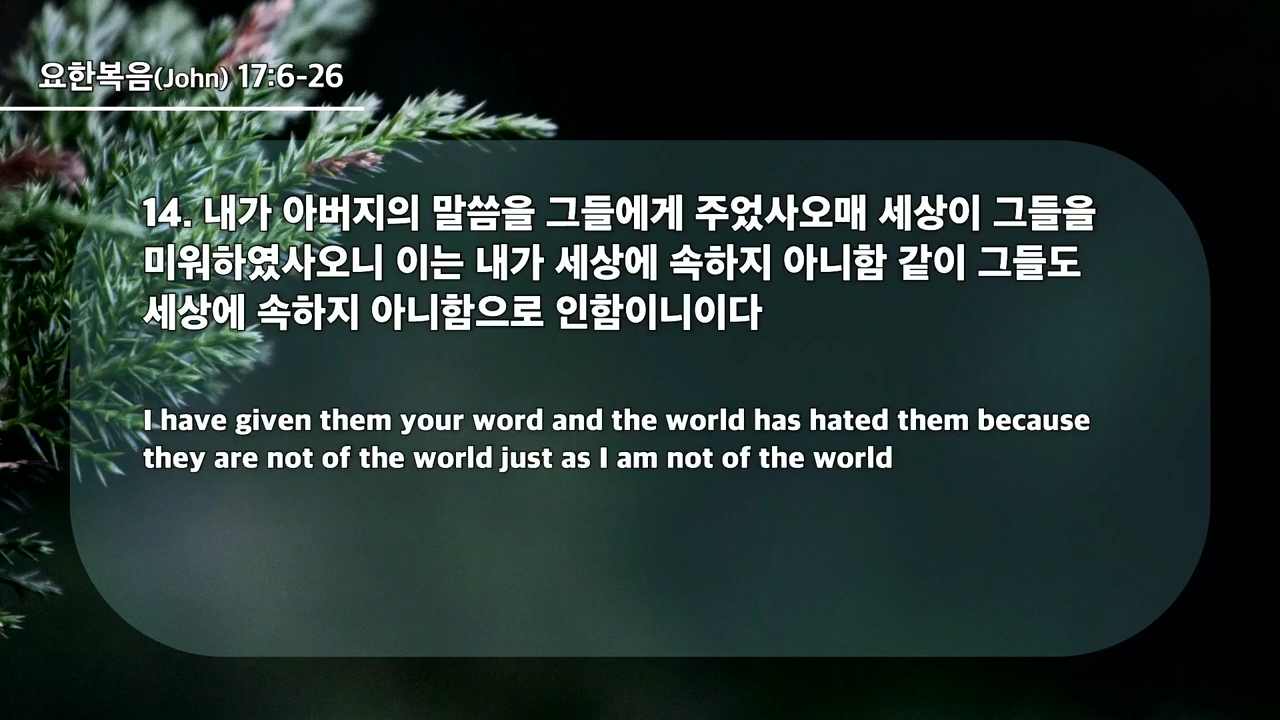 요한복음(John) 17:6-26
14. 내가 아버지의 말씀을 그들에게 주었사오매 세상이 그들을
미워하였사오니 이는 내가 세상에 속하지 아니함 같이 그들도
세상에 속하지 아니함으로 인함이니이다
I have given them your word and the world has hated them because
they are not of the world just as I am not of the world